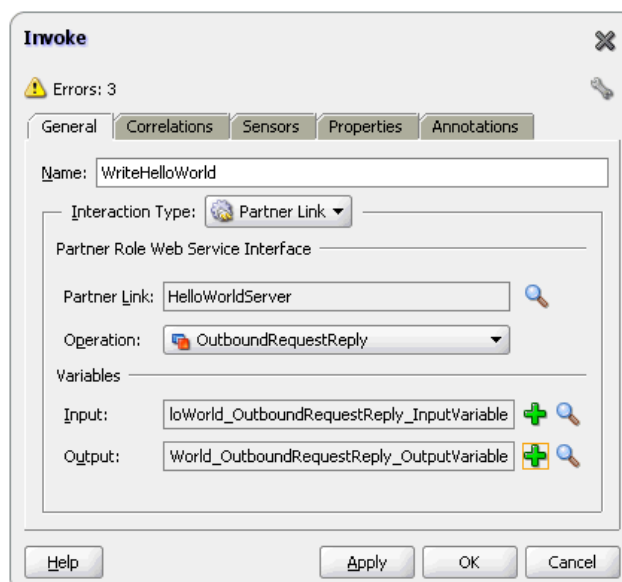 Invoke
Errors: 3
General Correlations Sensors Properties Annotations
Name: WriteHelloWorld
Interaction Type: Partner Link
Partner Role Web Service Interface
Partner Link: HelloWorldServer
Operation: OutboundRequestReply
Variables
Input: loWorld_OutboundRequestReply_InputVariable
Output: World_OutboundRequestReply_OutputVariable
Help Apply OK Cancel